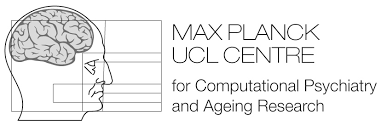 MAX PLANCK
UCL CENTRE
for Computational Psychiatry
and Ageing Research